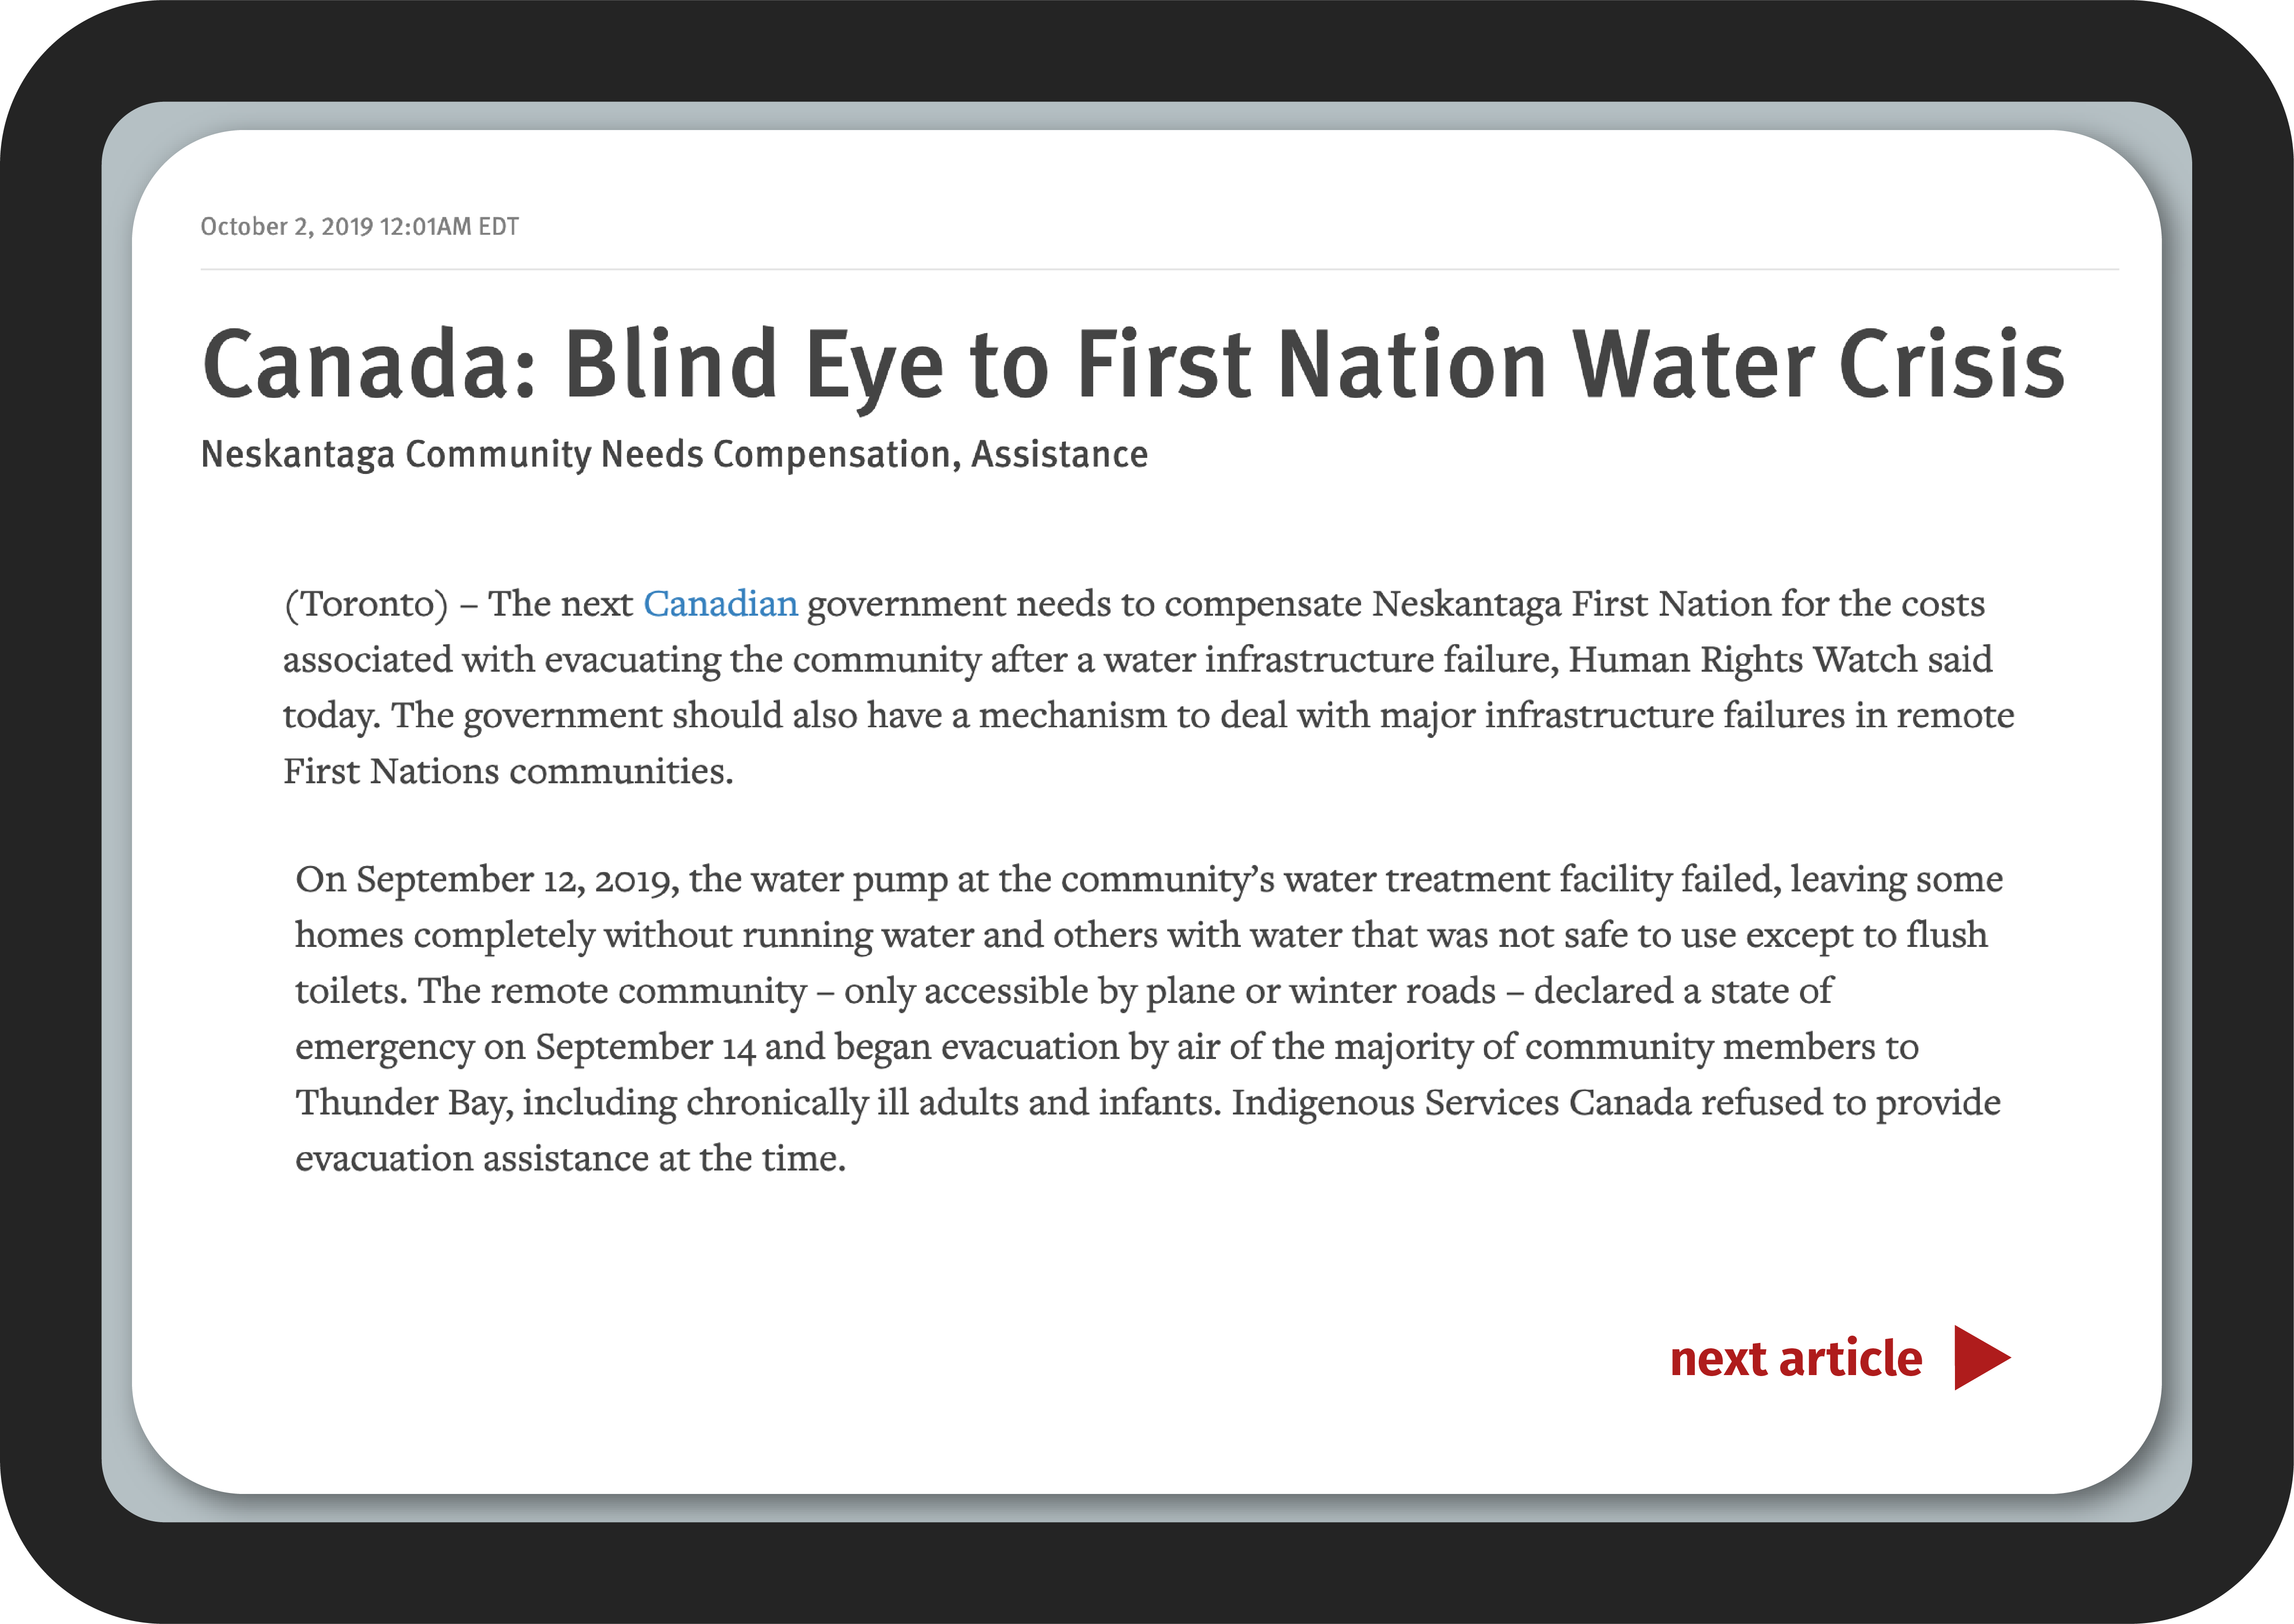 October 2, 2019 12:01AM EDT
Canada: Blind Eye to First Nation Water Crisis
Neskantaga Community Needs Compensation, Assistance
(Toronto) – The next Canadian government needs to compensate Neskantaga First Nation for the costs
associated with evacuating the community after a water infrastructure failure, Human Rights Watch said
today. The government should also have a mechanism to deal with major infrastructure failures in remote
First Nations communities.
On September 12, 2019, the water pump at the community’s water treatment facility failed, leaving some
homes completely without running water and others with water that was not safe to use except to flush
toilets. The remote community – only accessible by plane or winter roads – declared a state of
emergency on September 14 and began evacuation by air of the majority of community members to
Thunder Bay, including chronically ill adults and infants. Indigenous Services Canada refused to provide
evacuation assistance at the time.
next article